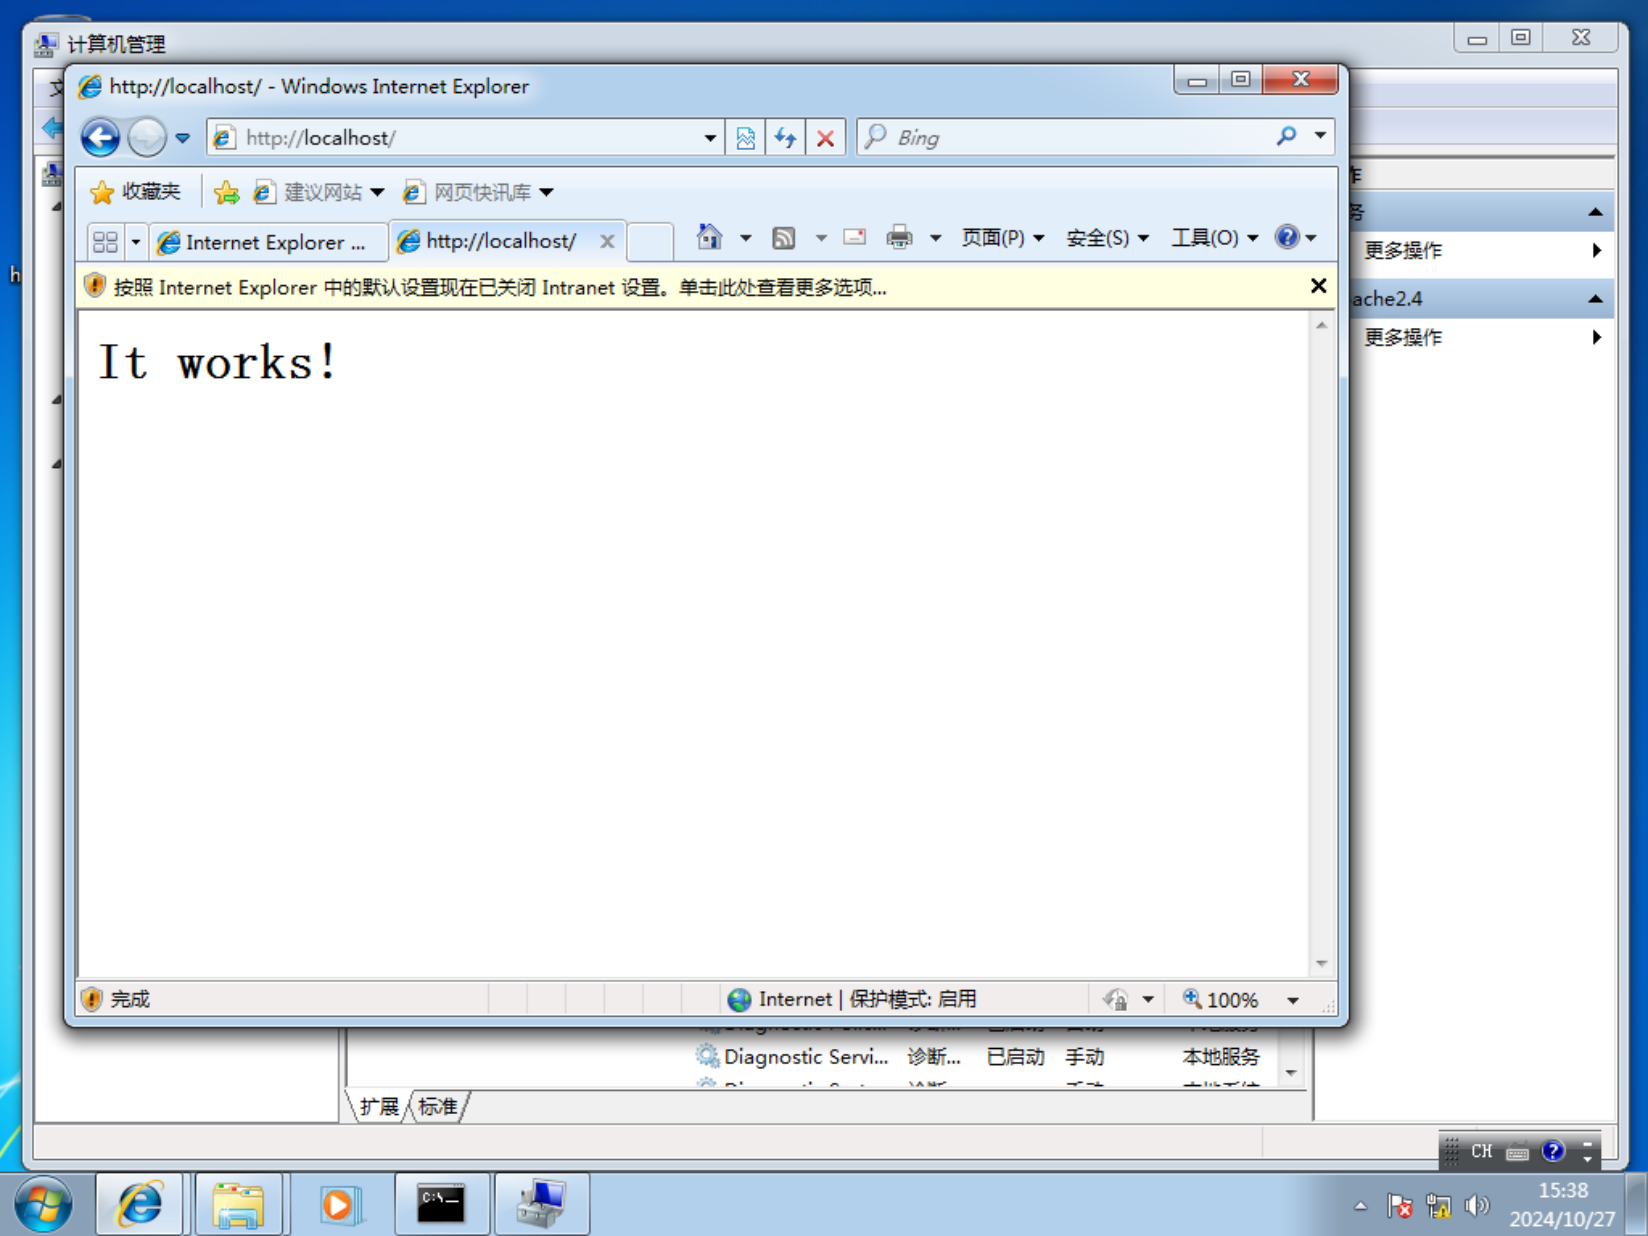 计算机管理
http://localhost/ - Windows Internet Explorer
http://localhost/
Bing
收藏夹
建议网站
网页快讯库
Internet Explorer ...
http://localhost/
页面(P)
安全(S)
工具(O)
按照 Internet Explorer 中的默认设置现在已关闭 Intranet 设置。单击此处查看更多选项...
It works!
更多操作
ache2.4
更多操作
完成
Internet | 保护模式: 启用
100%
Diagnostic Servi... 诊断... 已启动 手动 本地服务
扩展
标准
CH
15:38
2024/10/27